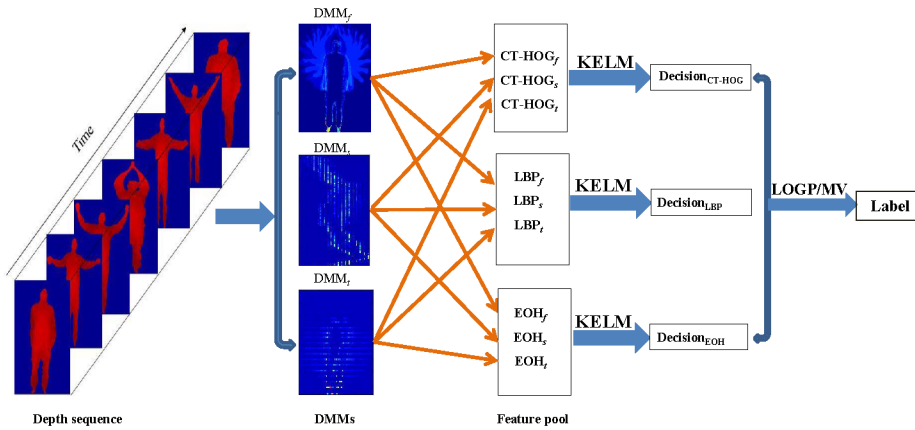 Time
Depth sequence
DMMf
DMMs
DMMt
DMMs
CT-HOGf
CT-HOGs
CT-HOGt
LBPf
LBPs
LBPt
EOHf
EOHs
EOHt
Feature pool
KELM
KELM
KELM
DecisionCT-HOG
DecisionLBP
DecisionEOH
LOGP/MV
Label